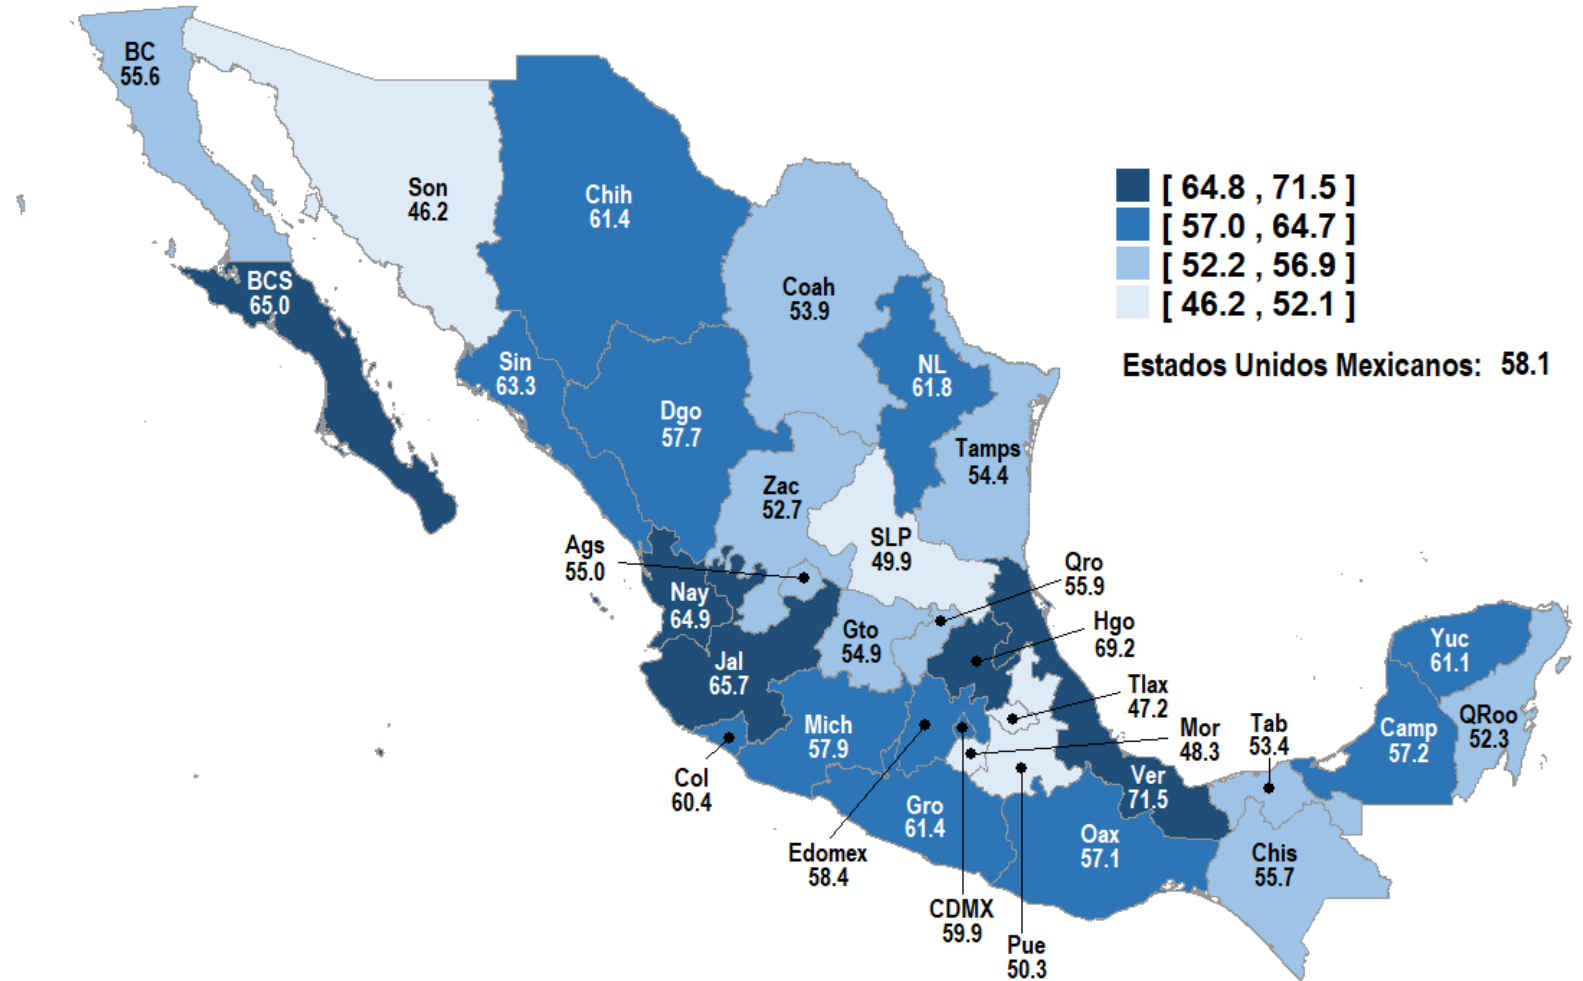 BC
55.6
Son
46.2
Chih
61.4
[ 64.8 , 71.5 ]
[ 57.0 , 64.7 ]
[ 52.2 , 56.9 ]
[ 46.2 , 52.1 ]
Estados Unidos Mexicanos: 58.1
BCS
65.0
Coah
53.9
Sin
63.3
NL
61.8
Dgo
57.7
Tamps
54.4
Zac
52.7
SLP
49.9
Ags
55.0
Qro
55.9
Nay
64.9
Hgo
69.2
Gto
54.9
Yuc
61.1
Jal
65.7
Tlax
47.2
Mich
57.9
Mor
48.3
Tab
53.4
QRoo
52.3
Camp
57.2
Col
60.4
Ver
71.5
Gro
61.4
Oax
57.1
Edomex
58.4
Chis
55.7
CDMX
59.9
Pue
50.3